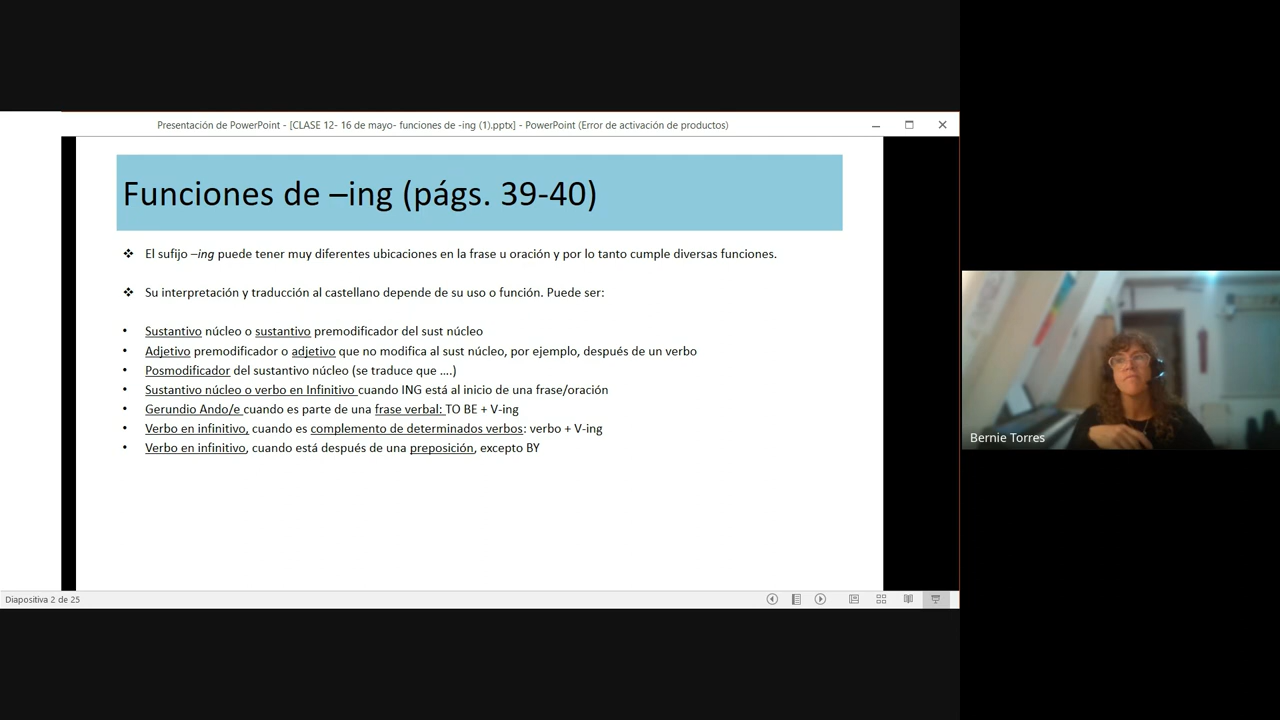 Presentación de PowerPoint - [CLASE 12- 16 de mayo- funciones de -ing (1).pptx] - PowerPoint (Error de activación de productos)
Funciones de –ing (págs. 39-40)
❖ El sufijo –ing puede tener muy diferentes ubicaciones en la frase u oración y por lo tanto cumple diversas funciones.
❖ Su interpretación y traducción al castellano depende de su uso o función. Puede ser:
• Sustantivo núcleo o sustantivo premodificador del sust núcleo
• Adjetivo premodificador o adjetivo que no modifica al sust núcleo, por ejemplo, después de un verbo
• Posmodificador del sustantivo núcleo (se traduce que ....)
• Sustantivo núcleo o verbo en Infinitivo cuando ING está al inicio de una frase/oración
• Gerundio Ando/e cuando es parte de una frase verbal: TO BE + V-ing
• Verbo en infinitivo, cuando es complemento de determinados verbos: verbo + V-ing
• Verbo en infinitivo, cuando está después de una preposición, excepto BY
Bernie Torres
Diapositiva 2 de 25